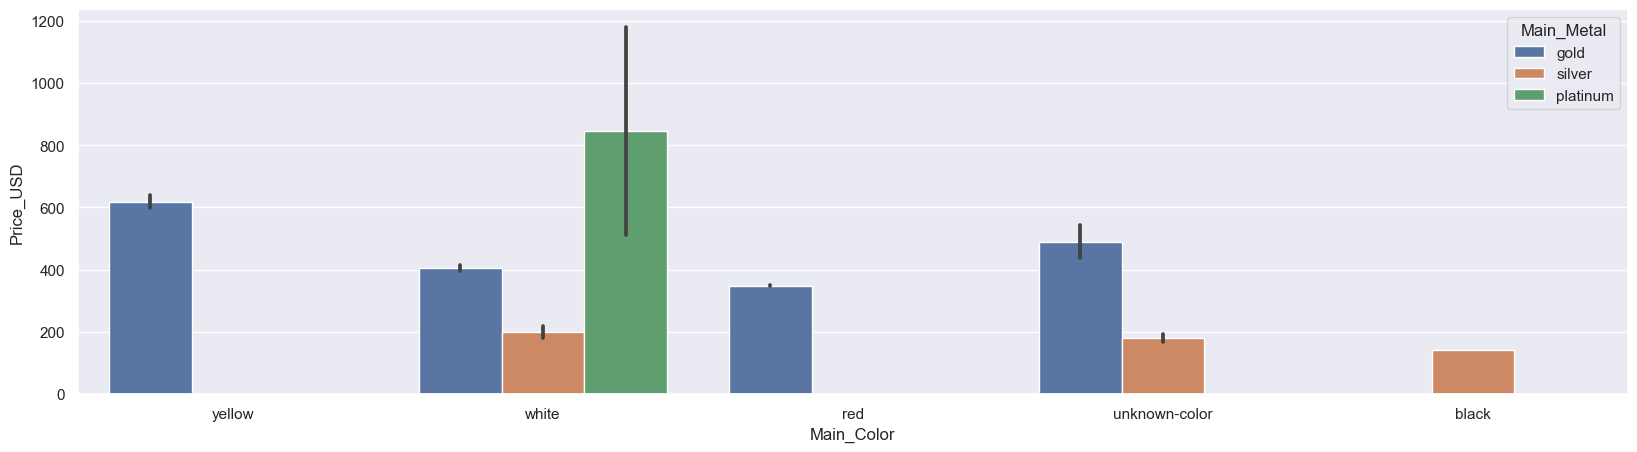 1200
1000
800
600
400
200
0
Price_USD
Main_Metal
gold
silver
platinum
yellow
white
red
unknown-color
black
Main_Color